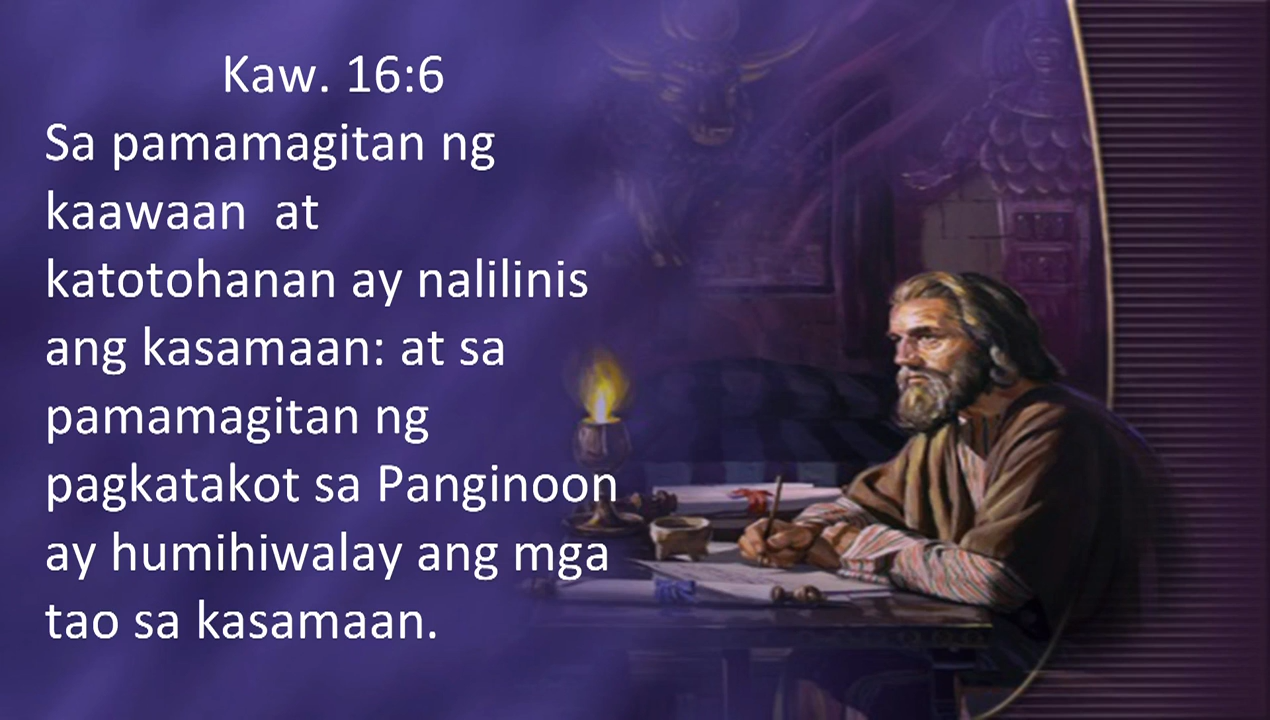 Kaw. 16:6
Sa pamamagitan ng
kaawaan  at
katotohanan ay nalilinis
ang kasamaan: at sa
pamamagitan ng
pagkatakot sa Panginoon
ay humihiwalay ang mga
tao sa kasamaan.